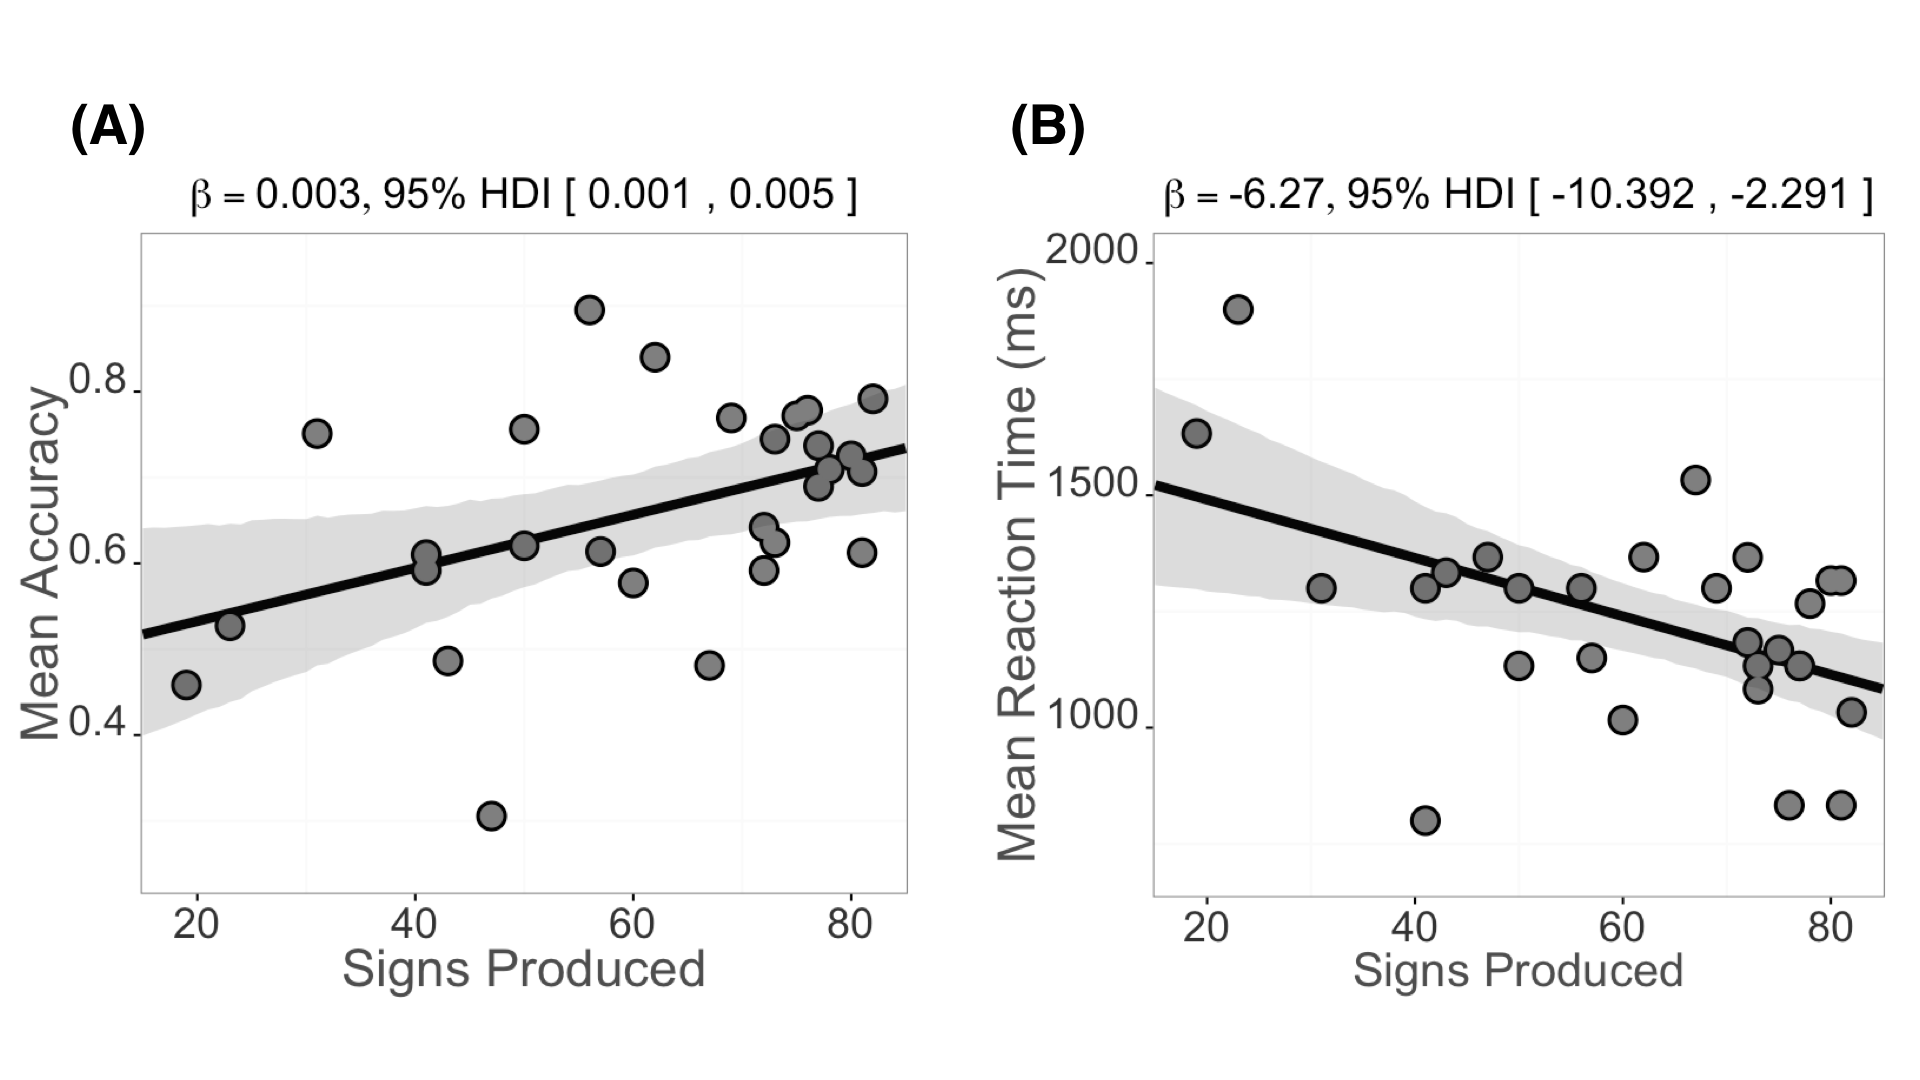 (A)
β = 0.003, 95% HDI [ 0.001 , 0.005 ]
Mean Accuracy
0.8
0.6
0.4
20 40 60 80
Signs Produced
(B)
β = -6.27, 95% HDI [ -10.392 , -2.291 ]
Mean Reaction Time (ms)
2000
1500
1000
20 40 60 80
Signs Produced